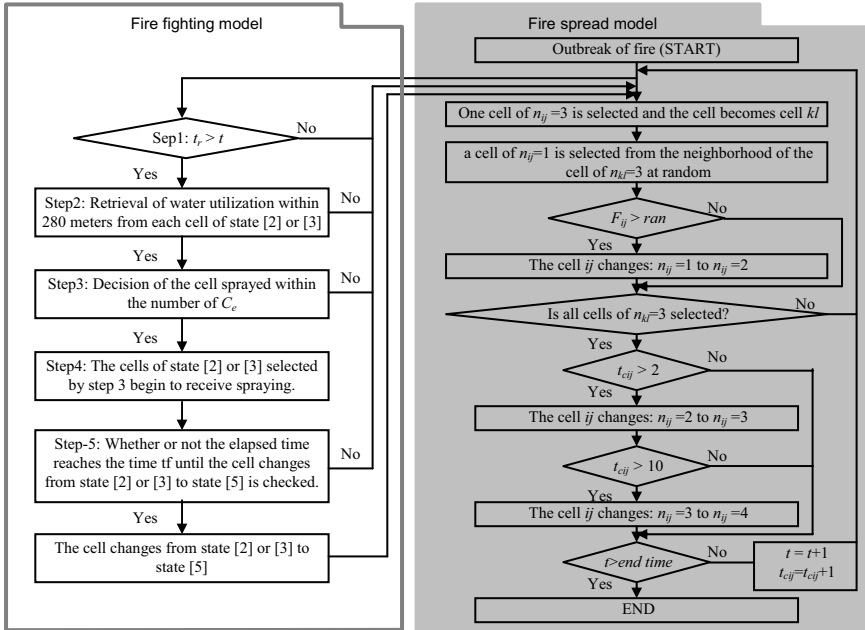 Fire fighting model
Sep1: tr > t
No
Yes
Step2: Retrieval of water utilization within
280 meters from each cell of state [2] or [3]
No
Yes
Step3: Decision of the cell sprayed within
the number of Ce
No
Yes
Step4: The cells of state [2] or [3] selected
by step 3 begin to receive spraying.
Step-5: Whether or not the elapsed time
reaches the time tf until the cell changes
from state [2] or [3] to state [5] is checked.
No
Yes
The cell changes from state [2] or [3] to
state [5]
Fire spread model
Outbreak of fire (START)
One cell of nij =3 is selected and the cell becomes cell kl
a cell of nij=1 is selected from the neighborhood of the
cell of nkl=3 at random
Fij > ran
No
Yes
The cell ij changes: nij =1 to nij =2
Is all cells of nkl=3 selected?
No
Yes
tcij > 2
No
Yes
The cell ij changes: nij =2 to nij =3
tcij > 10
No
Yes
The cell ij changes: nij =3 to nij =4
t>end time
No
t = t+1
tcij=tcij+1
Yes
END